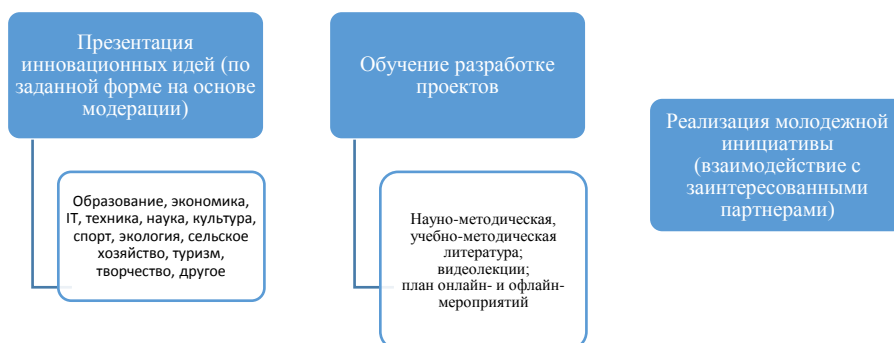 Презентация
инновационных идей (по
заданной форме на основе
модерации)
Образование, экономика,
IT, техника, наука, культура,
спорт, экология, сельское
хозяйство, туризм,
творчество, другое
Обучение разработке
проектов
Науно-методическая,
учебно-методическая
литература;
видеолекции;
план онлайн- и офлайн-
мероприятий
Реализация молодежной
инициативы
(взаимодействие с
заинтересованными
партнерами)